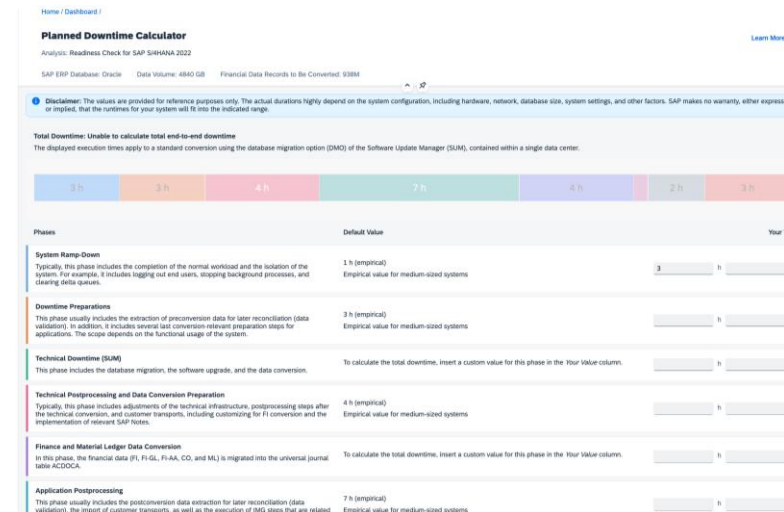 Home / Dashboard /
Planned Downtime Calculator
Learn More
Analysis: Readiness Check for SAP S/4HANA 2022
SAP ERP Database: Oracle Data Volume: 4840 GB Financial Data Records to Be Converted: 938M
Disclaimer: The values are provided for reference purposes only. The actual durations highly depend on the system configuration, including hardware, network, database size, system settings, and other factors. SAP makes no warranty, either express
or implied, that the runtimes for your system will fit into the indicated range.
Total Downtime: Unable to calculate total end-to-end downtime
The displayed execution times apply to a standard conversion using the database migration option (DMO) of the Software Update Manager (SUM), contained within a single data center.
3 h 3 h 4 h 7 h 4 h 2 h 3 h
Phases Default Value Your
System Ramp-Down
Typically, this phase includes the completion of the normal workload and the isolation of the
system. For example, it includes logging out end users, stopping background processes, and
clearing delta queues.
1 h (empirical)
Empirical value for medium-sized systems
3 h
Downtime Preparations
This phase usually includes the extraction of preconversion data for later reconciliation (data
validation). In addition, it includes several last conversion-relevant preparation steps for
applications. The scope depends on the functional usage of the system.
3 h (empirical)
Empirical value for medium-sized systems
h
Technical Downtime (SUM)
This phase includes the database migration, the software upgrade, and the data conversion.
To calculate the total downtime, insert a custom value for this phase in the Your Value column.
h
Technical Postprocessing and Data Conversion Preparation
Typically, this phase includes adjustments of the technical infrastructure, postprocessing steps after
the technical conversion, and customer transports, including customizing for FI conversion and the
implementation of relevant SAP Notes.
4 h (empirical)
Empirical value for medium-sized systems
h
Finance and Material Ledger Data Conversion
In this phase, the financial data (FI, FI-GL, FI-AA, CO, and ML) is migrated into the universal journal
table ACDOCA.
To calculate the total downtime, insert a custom value for this phase in the Your Value column.
h
Application Postprocessing
This phase usually includes the postconversion data extraction for later reconciliation (data
validation), the import of customer transports, as well as the execution of IMG steps that are related
7 h (empirical)
Empirical value for medium-sized systems
h